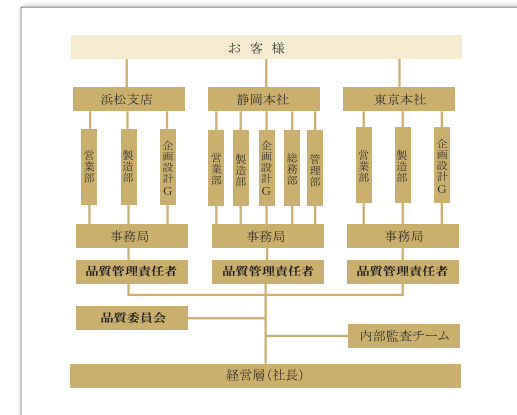 お客様
浜松支店
静岡本社
東京本社
営業部
製造部
企画設計G
営業部
製造部
企画設計G
総務部
管理部
営業部
製造部
企画設計G
事務局
事務局
事務局
品質管理責任者
品質管理責任者
品質管理責任者
品質委員会
内部監査チーム
経営層(社長)